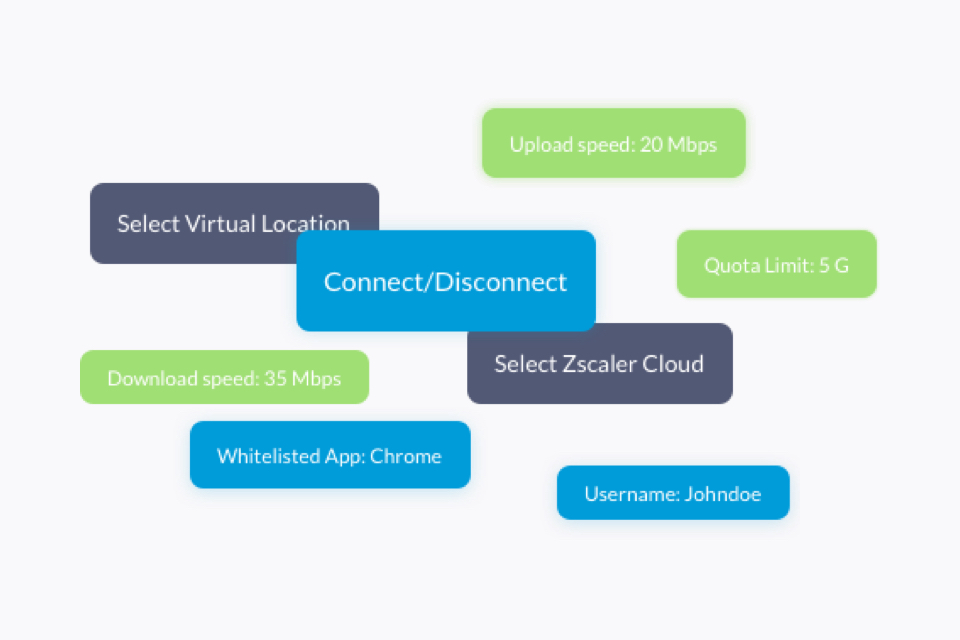 Upload speed: 20 Mbps
Select Virtual Location
Quota Limit: 5 G
Connect/Disconnect
Select Zscaler Cloud
Download speed: 35 Mbps
Whitelisted App: Chrome
Username: Johndoe